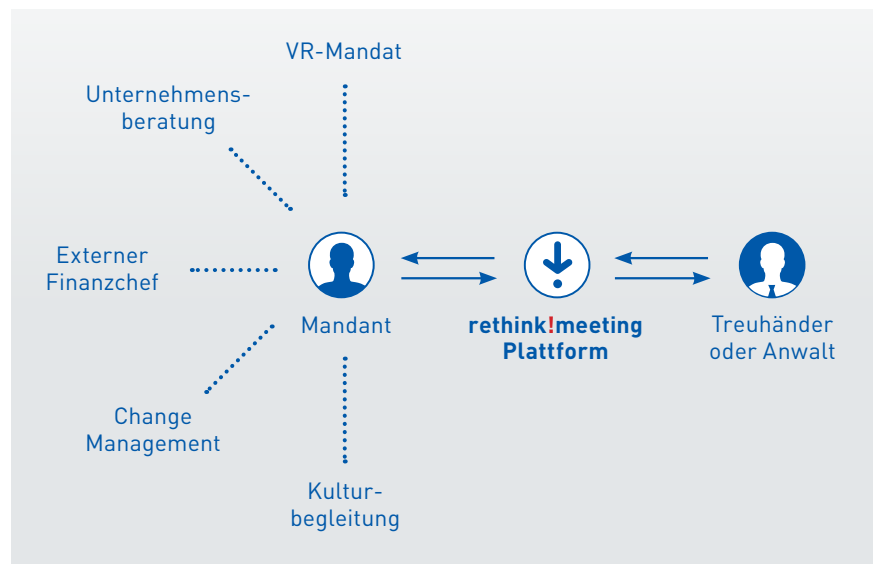 VR-Mandat
Unternehmens-
beratung
Externer
Finanzchef
Mandant
rethink!meeting
Plattform
Treuhänder
oder Anwalt
Change
Management
Kultur-
begleitung